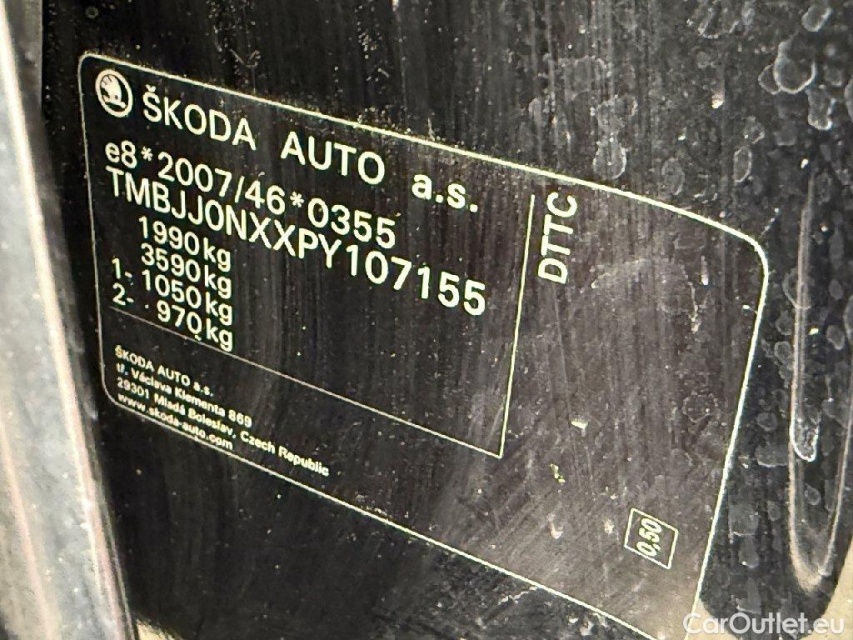 ŠKODA AUTO a.s.
e8*2007/46*0355
TMBJJ0NXXPY107155
1990kg
3590kg
1- 1050kg
2- 970kg
DTTC
ŠKODA AUTO a.s.
tř. Václava Klementa 869
29301 Mladá Boleslav, Czech Republic
www.skoda-auto.com
0,50
CarOutlet.eu